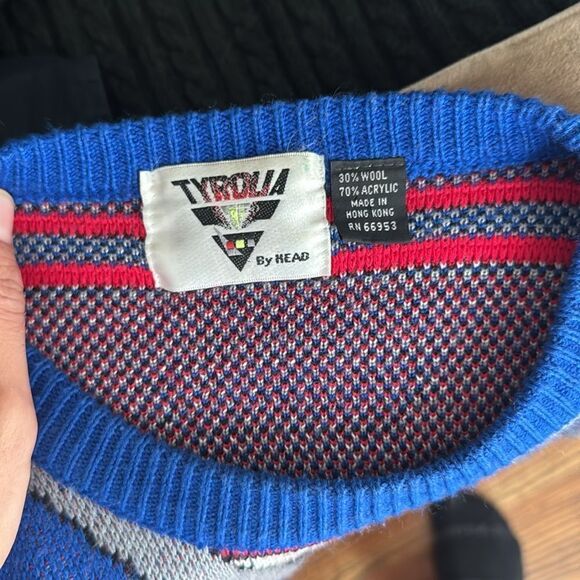 TYROLIA
By HEAD
30% WOOL
70% ACRYLIC
MADE IN
HONG KONG
RN 66953